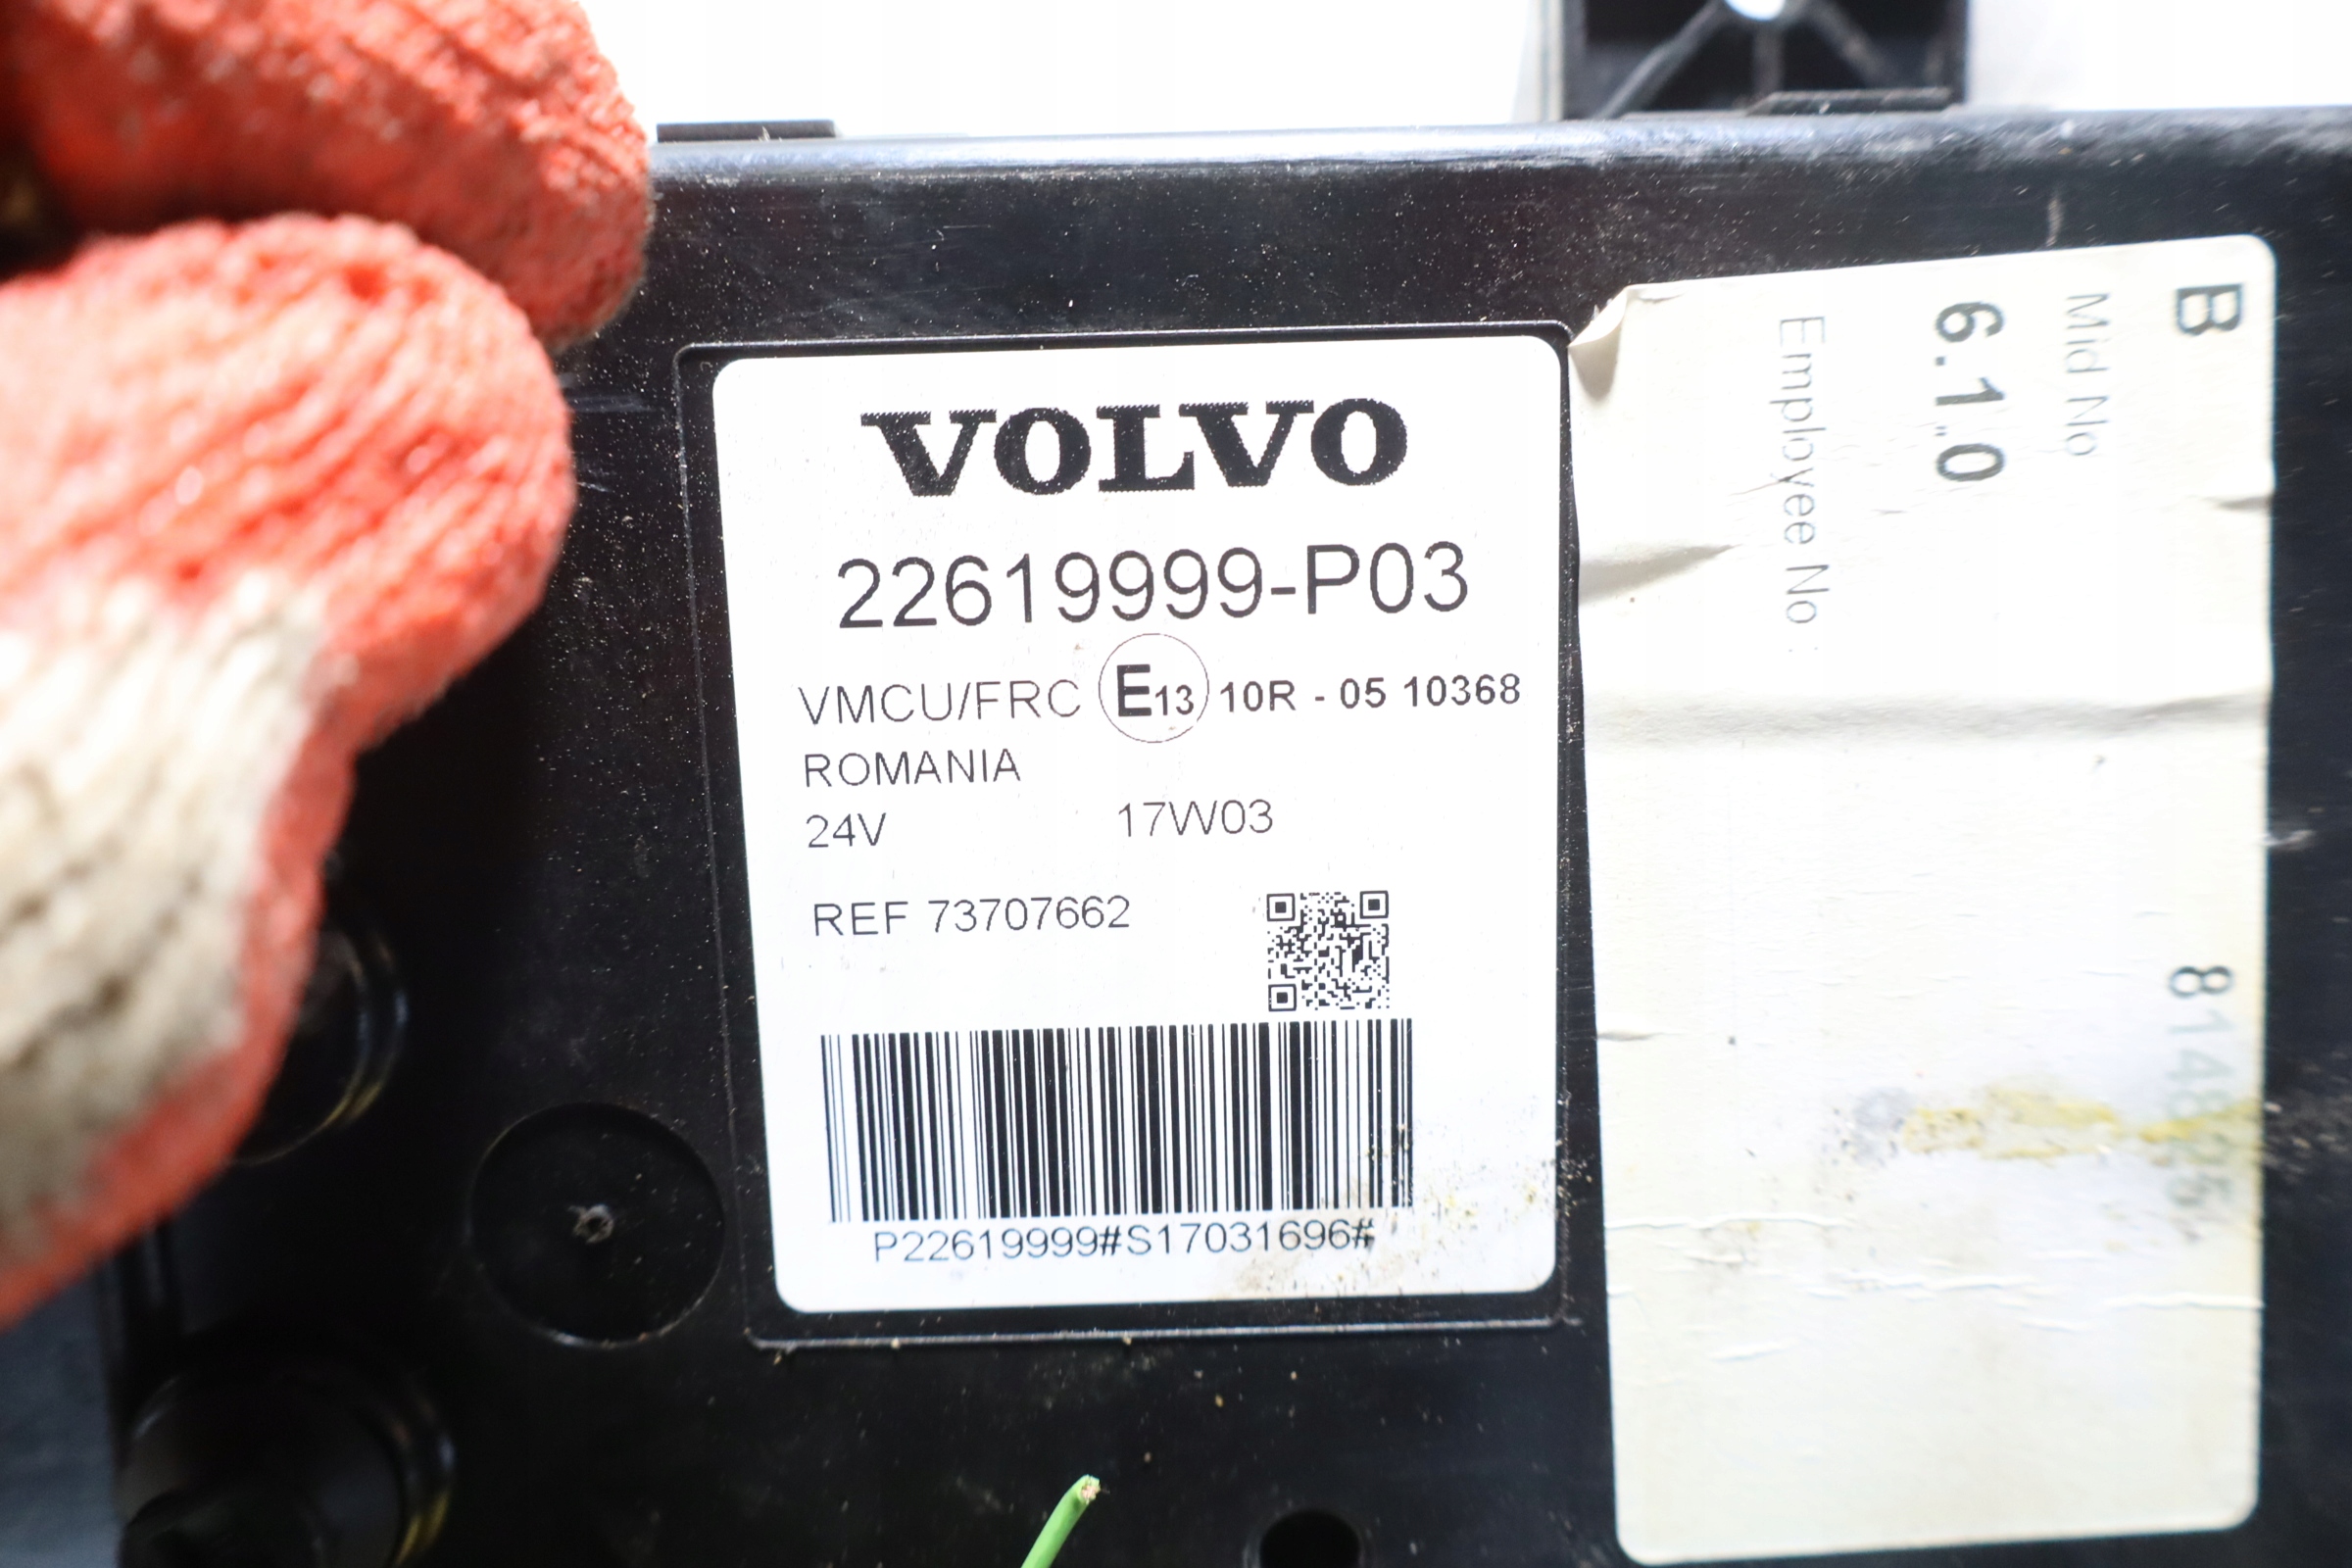 VOLVO
22619999-P03
VMCU/FRC E13 10R - 05 10368
ROMANIA
24V 17W03
REF 73707662
P22619999#S17031696#
B
Mid No
6.1.0
Employee No :